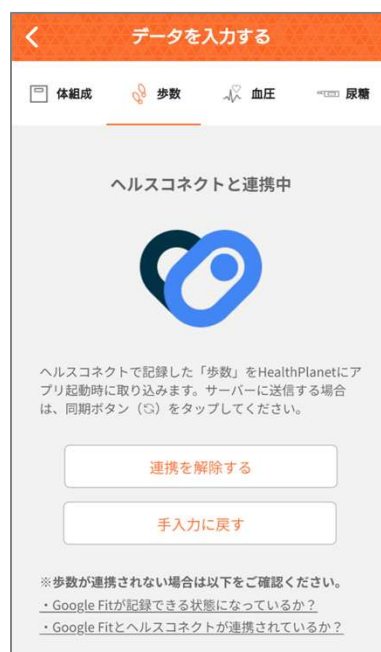 データを入力する
体組成 歩数 血圧 尿糖
ヘルスコネクトと連携中
ヘルスコネクトで記録した「歩数」をHealthPlanetにア
プリ起動時に取り込みます。サーバーに送信する場合
は、同期ボタン（）をタップしてください。
連携を解除する
手入力に戻す
※歩数が連携されない場合は以下をご確認ください。
・Google Fitが記録できる状態になっているか？
・Google Fitとヘルスコネクトが連携されているか？